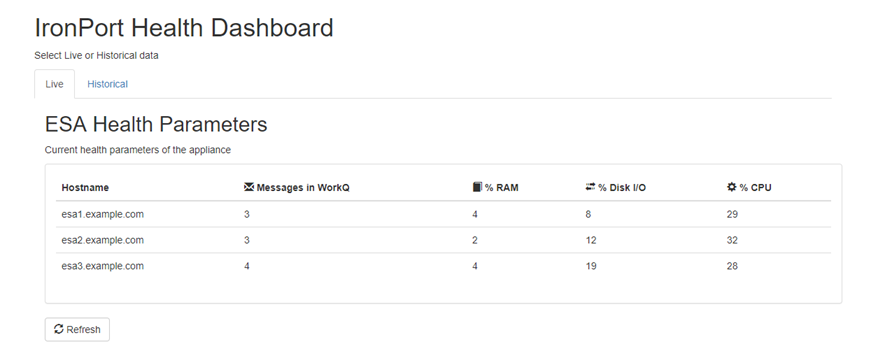 IronPort Health Dashboard
Select Live or Historical data
Live Historical
ESA Health Parameters
Current health parameters of the appliance
Hostname Messages in WorkQ % RAM % Disk I/O % CPU
esa1.example.com 3 4 8 29
esa2.example.com 3 2 12 32
esa3.example.com 4 4 19 28
Refresh